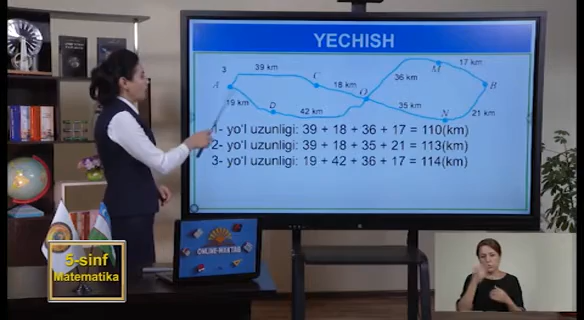 YECHISH
3
39 km
A
C
18 km
36 km
M
17 km
B
19 km
D
42 km
O
35 km
N
21 km
1- yo'l uzunligi: 39 + 18 + 36 + 17 = 110(km)
2- yo'l uzunligi: 39 + 18 + 35 + 21 = 113(km)
3- yo'l uzunligi: 19 + 42 + 36 + 17 = 114(km)
ONLINE-MAKTAB
5-sinf
Matematika